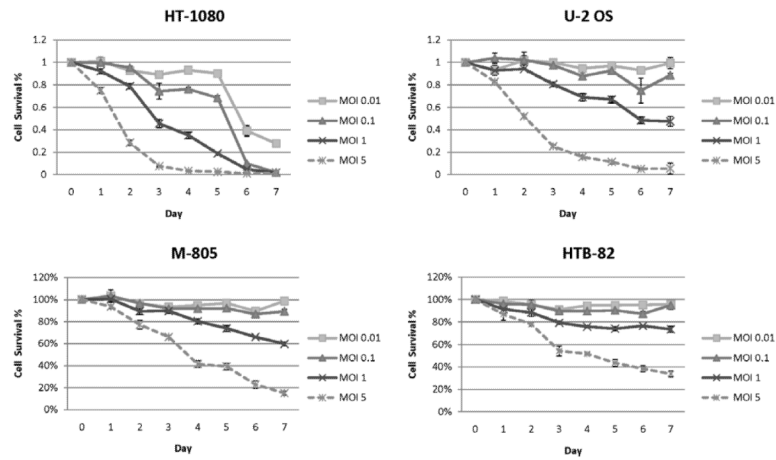 HT-1080
Cell Survival %
1.2
1
0.8
0.6
0.4
0.2
0
0 1 2 3 4 5 6 7
Day
MOI 0.01
MOI 0.1
MOI 1
MOI 5
U-2 OS
Cell Survival %
1.2
1
0.8
0.6
0.4
0.2
0
0 1 2 3 4 5 6 7
Day
MOI 0.01
MOI 0.1
MOI 1
MOI 5
M-805
Cell Survival %
120%
100%
80%
60%
40%
20%
0%
0 1 2 3 4 5 6 7
Day
MOI 0.01
MOI 0.1
MOI 1
MOI 5
HTB-82
Cell Survival %
120%
100%
80%
60%
40%
20%
0%
0 1 2 3 4 5 6 7
Day
MOI 0.01
MOI 0.1
MOI 1
MOI 5